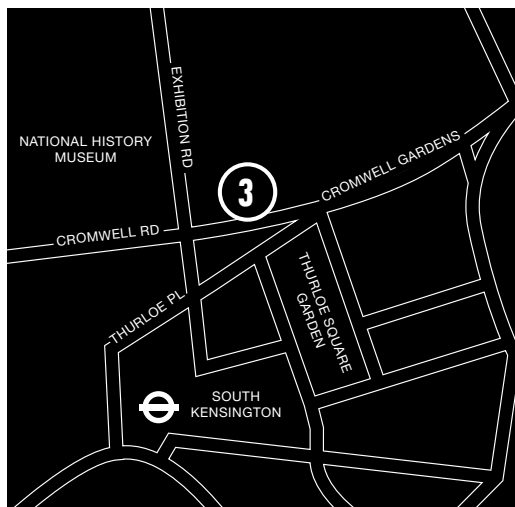 EXHIBITION RD
NATIONAL HISTORY
MUSEUM
3
CROMWELL GARDENS
CROMWELL RD
THURLOE SQUARE
GARDEN
THURLOE PL
SOUTH
KENSINGTON